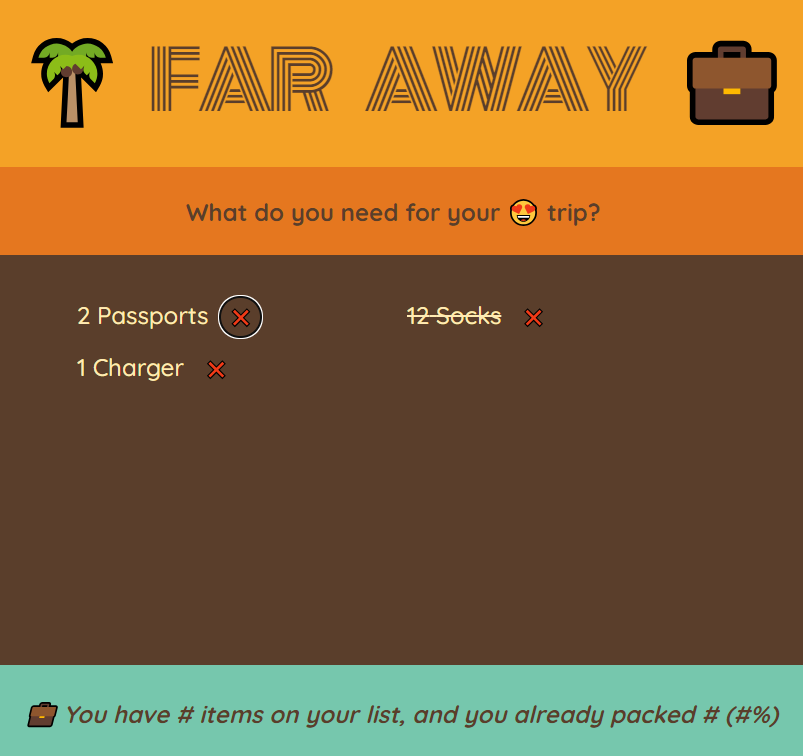 FAR AWAY
What do you need for your 😍 trip?
2 Passports ❌ 12 Socks ❌
1 Charger ❌
💼 You have # items on your list, and you already packed # (#%)